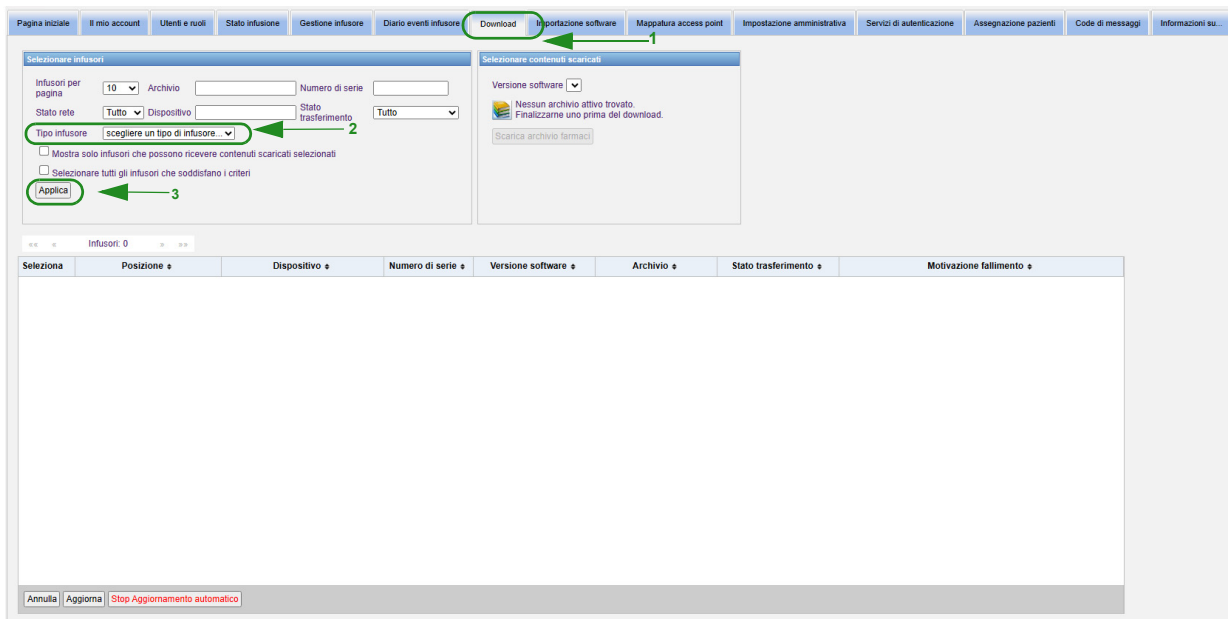 Pagina iniziale Il mio account Utenti e ruoli Stato infusione Gestione infusore Diario eventi infusore Download Importazione software Mappatura access point Impostazione amministrativa Servizi di autenticazione Assegnazione pazienti Code di messaggi Informazioni su...
1
Selezionare infusori
Infusori per pagina 10 Archivio Numero di serie
Stato rete Tutto Dispositivo Stato trasferimento Tutto
Tipo infusore scegliere un tipo di infusore... 2
Mostra solo infusori che possono ricevere contenuti scaricati selezionati
Selezionare tutti gli infusori che soddisfano i criteri
Applica 3
Selezionare contenuti scaricati
Versione software
Nessun archivio attivo trovato.
Finalizzarne uno prima del download.
Scarica archivio farmaci
«« « Infusori: 0 » »»
Seleziona Posizione Dispositivo Numero di serie Versione software Archivio Stato trasferimento Motivazione fallimento
Annulla Aggiorna Stop Aggiornamento automatico